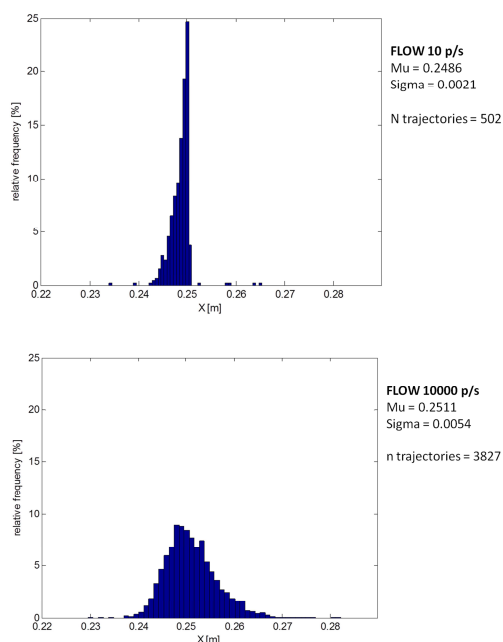 25
20
15
10
5
0
relative frequency [%]
0.22 0.23 0.24 0.25 0.26 0.27 0.28
X [m]
FLOW 10 p/s
Mu = 0.2486
Sigma = 0.0021
N trajectories = 502
25
20
15
10
5
0
relative frequency [%]
0.22 0.23 0.24 0.25 0.26 0.27 0.28
X [m]
FLOW 10000 p/s
Mu = 0.2511
Sigma = 0.0054
n trajectories = 3827